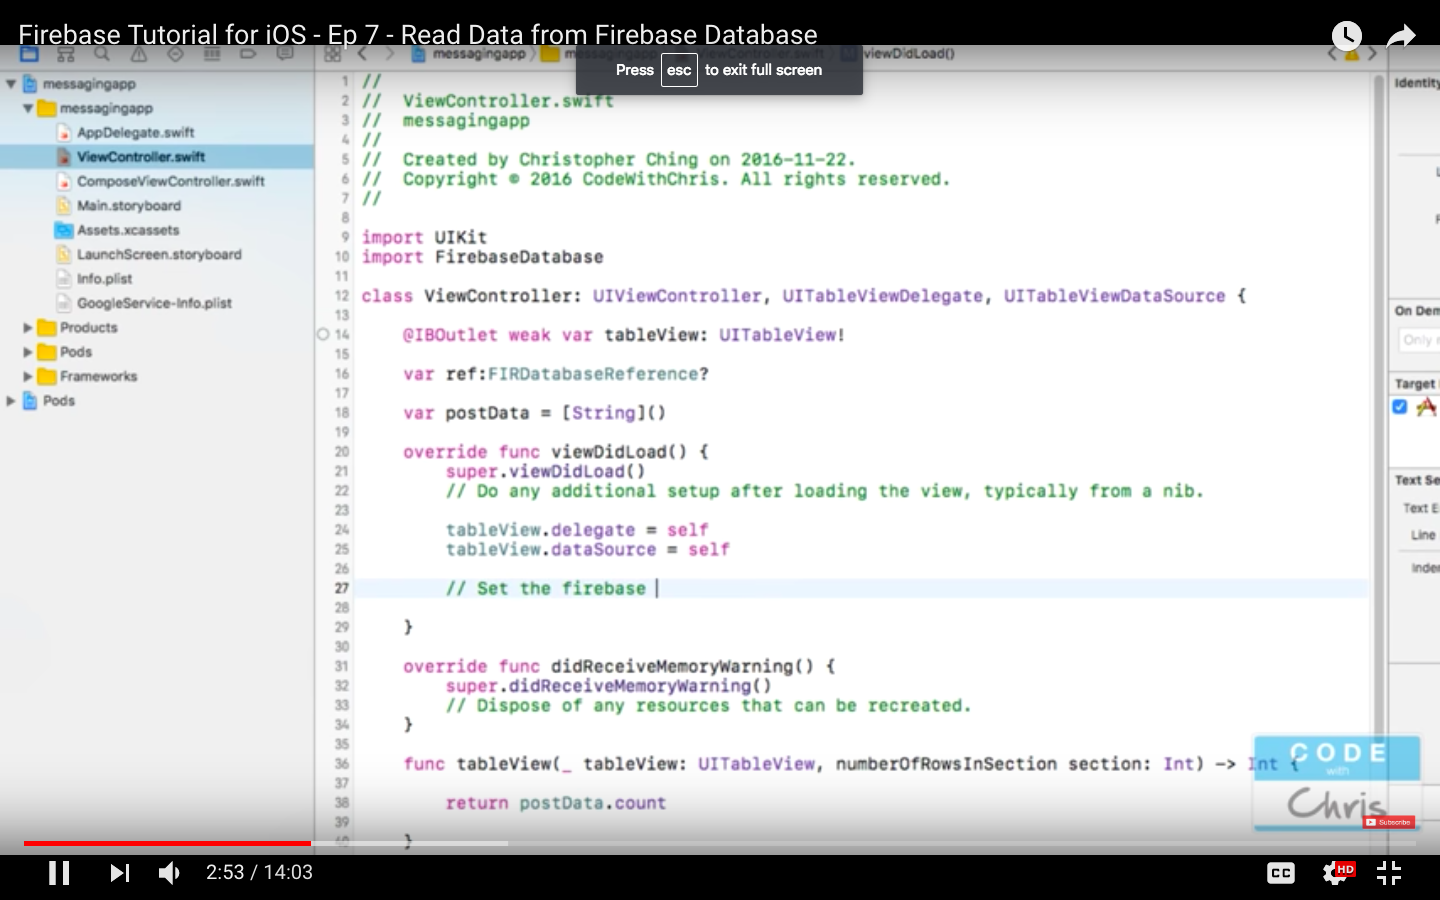 Firebase Tutorial for iOS - Ep 7 - Read Data from Firebase Database
messagingapp
viewDidLoad()
Press esc to exit full screen
messagingapp
messagingapp
AppDelegate.swift
ViewController.swift
ComposeViewController.swift
Main.storyboard
Assets.xcassets
LaunchScreen.storyboard
Info.plist
GoogleService-Info.plist
Products
Pods
Frameworks
Pods
1 //
2 // ViewController.swift
3 // messagingapp
4 //
5 // Created by Christopher Ching on 2016-11-22.
6 // Copyright © 2016 CodeWithChris. All rights reserved.
7 //
8
9 import UIKit
10 import FirebaseDatabase
11
12 class ViewController: UIViewController, UITableViewDelegate, UITableViewDataSource {
13
14 @IBOutlet weak var tableView: UITableView!
15
16 var ref:FIRDatabaseReference?
17
18 var postData = [String]()
19
20 override func viewDidLoad() {
21 super.viewDidLoad()
22 // Do any additional setup after loading the view, typically from a nib.
23
24 tableView.delegate = self
25 tableView.dataSource = self
26
27 // Set the firebase
28
29 }
30
31 override func didReceiveMemoryWarning() {
32 super.didReceiveMemoryWarning()
33 // Dispose of any resources that can be recreated.
34 }
35
36 func tableView(_ tableView: UITableView, numberOfRowsInSection section: Int) -> Int {
37
38 return postData.count
39
40 }
Identity
On Dem
Only
Target
Text Se
Text E
Line
Inde
CODE
with
Chris
Subscribe
2:53 / 14:03
CC
HD